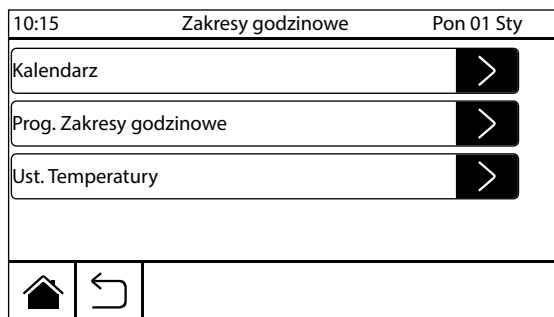 10:15 Zakresy godzinowe Pon 01 Sty
Kalendarz
Prog. Zakresy godzinowe
Ust. Temperatury